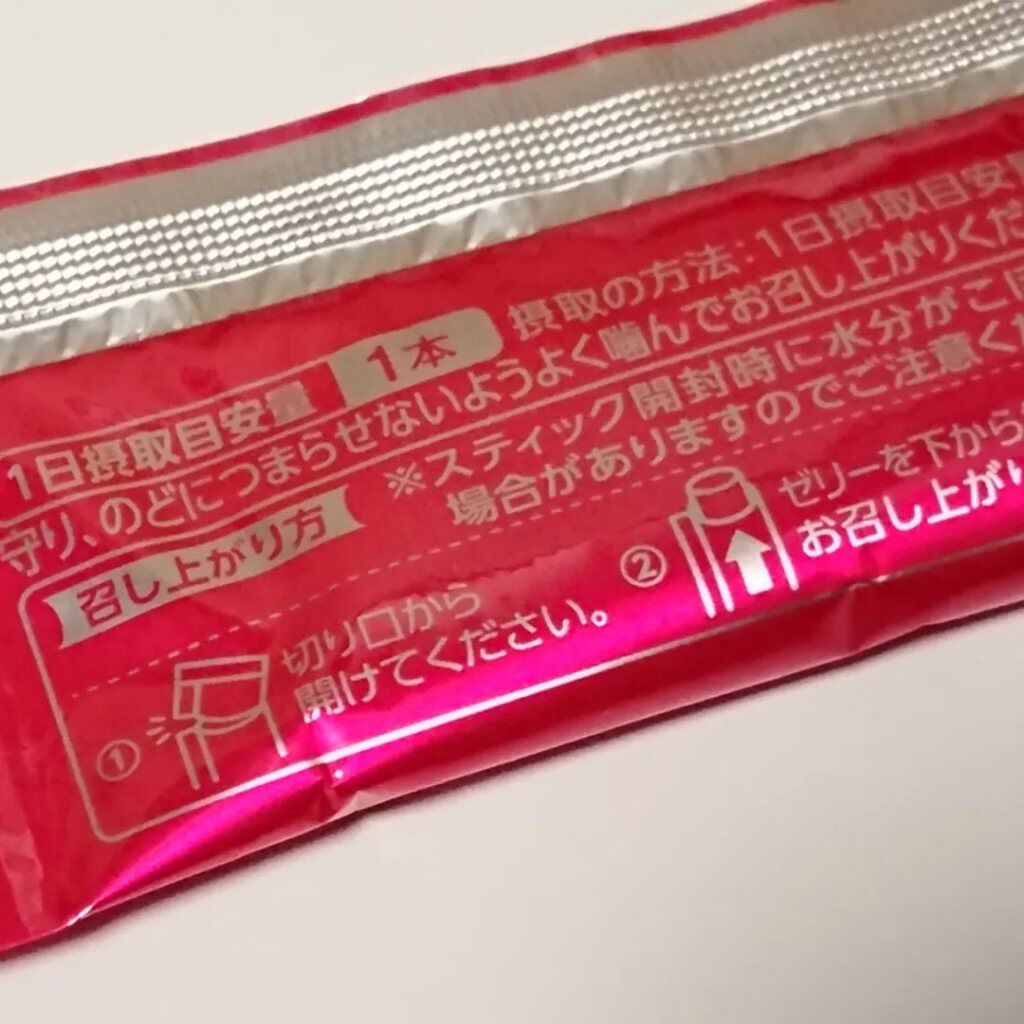 1日摂取目安量 1本 摂取の方法:1日摂取目安量
守り、のどにつまらせないようよく噛んでお召し上がりくだ
※スティック開封時に水分がこぼ
場合がありますのでご注意くだ
召し上がり方
① 切り口から
開けてください。
② ゼリーを下から
お召し上がり